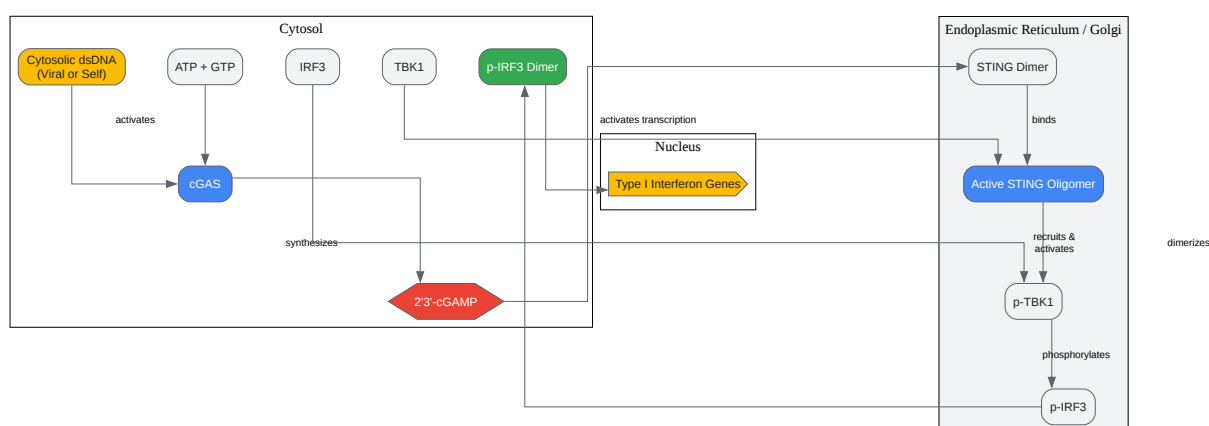 Cytosol
Endoplasmic Reticulum / Golgi
Cytosolic dsDNA
(Viral or Self)
ATP + GTP
IRF3
TBK1
p-IRF3 Dimer
STING Dimer
activates
activates transcription
binds
Nucleus
cGAS
Type I Interferon Genes
Active STING Oligomer
synthesizes
recruits &
activates
dimerizes
2'3'-cGAMP
p-TBK1
phosphorylates
p-IRF3